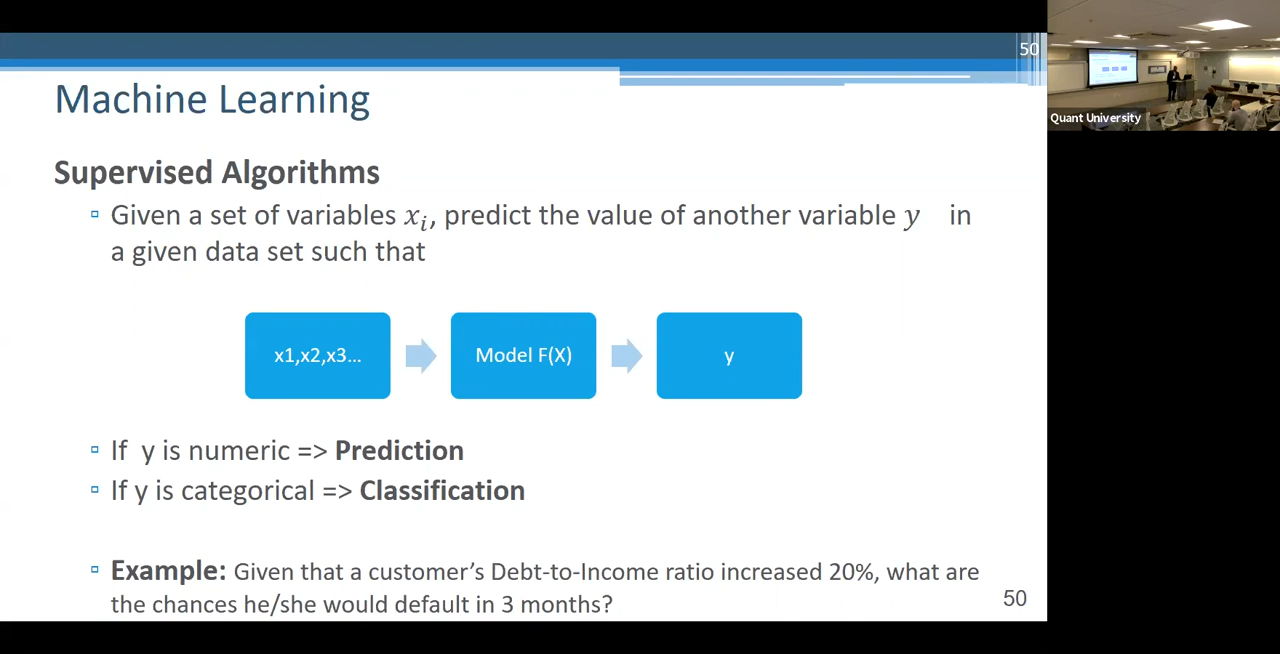 50
Machine Learning
Quant University
Supervised Algorithms
▫ Given a set of variables xᵢ, predict the value of another variable y in
a given data set such that
x1,x2,x3...
Model F(X)
y
▫ If y is numeric => Prediction
▫ If y is categorical => Classification
▫ Example: Given that a customer's Debt-to-Income ratio increased 20%, what are
the chances he/she would default in 3 months?
50